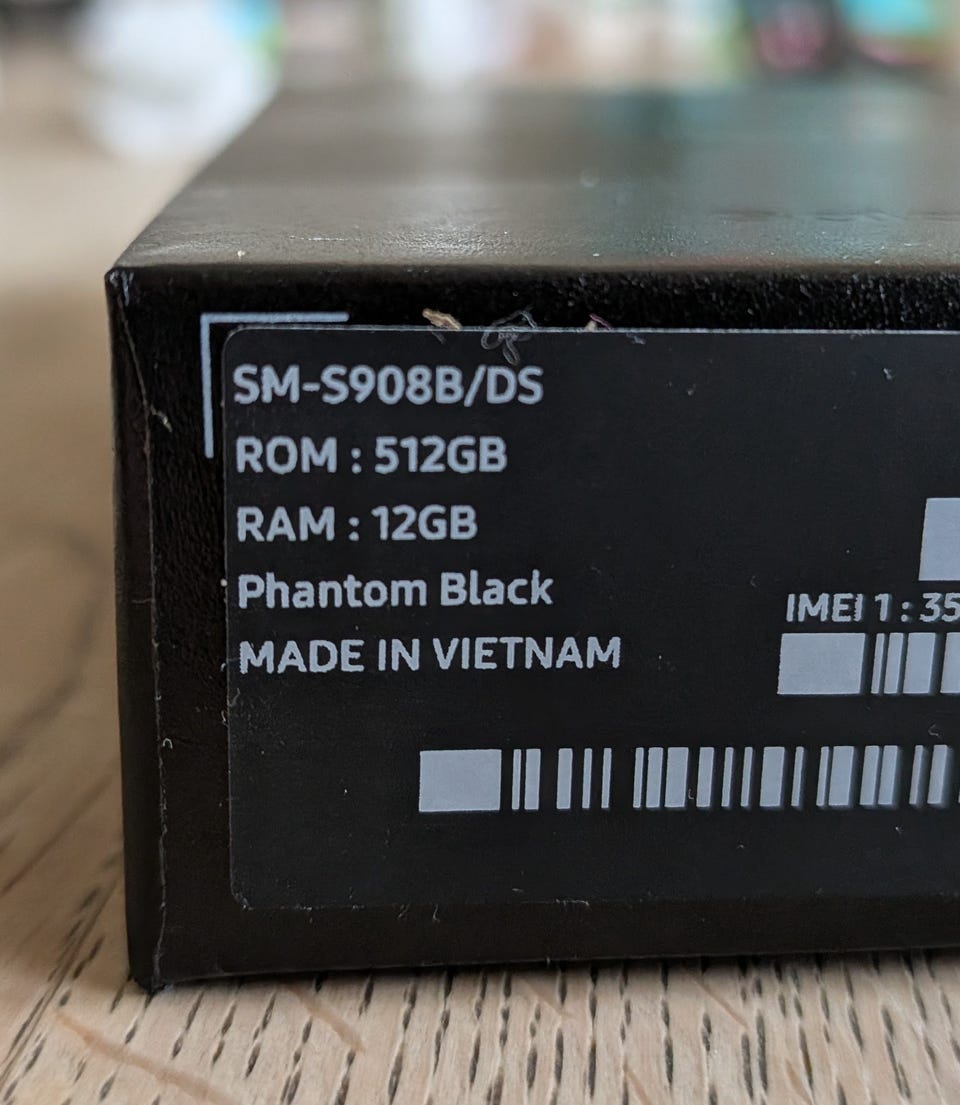 SM-S908B/DS
ROM : 512GB
RAM : 12GB
Phantom Black
IMEI 1 : 35
MADE IN VIETNAM